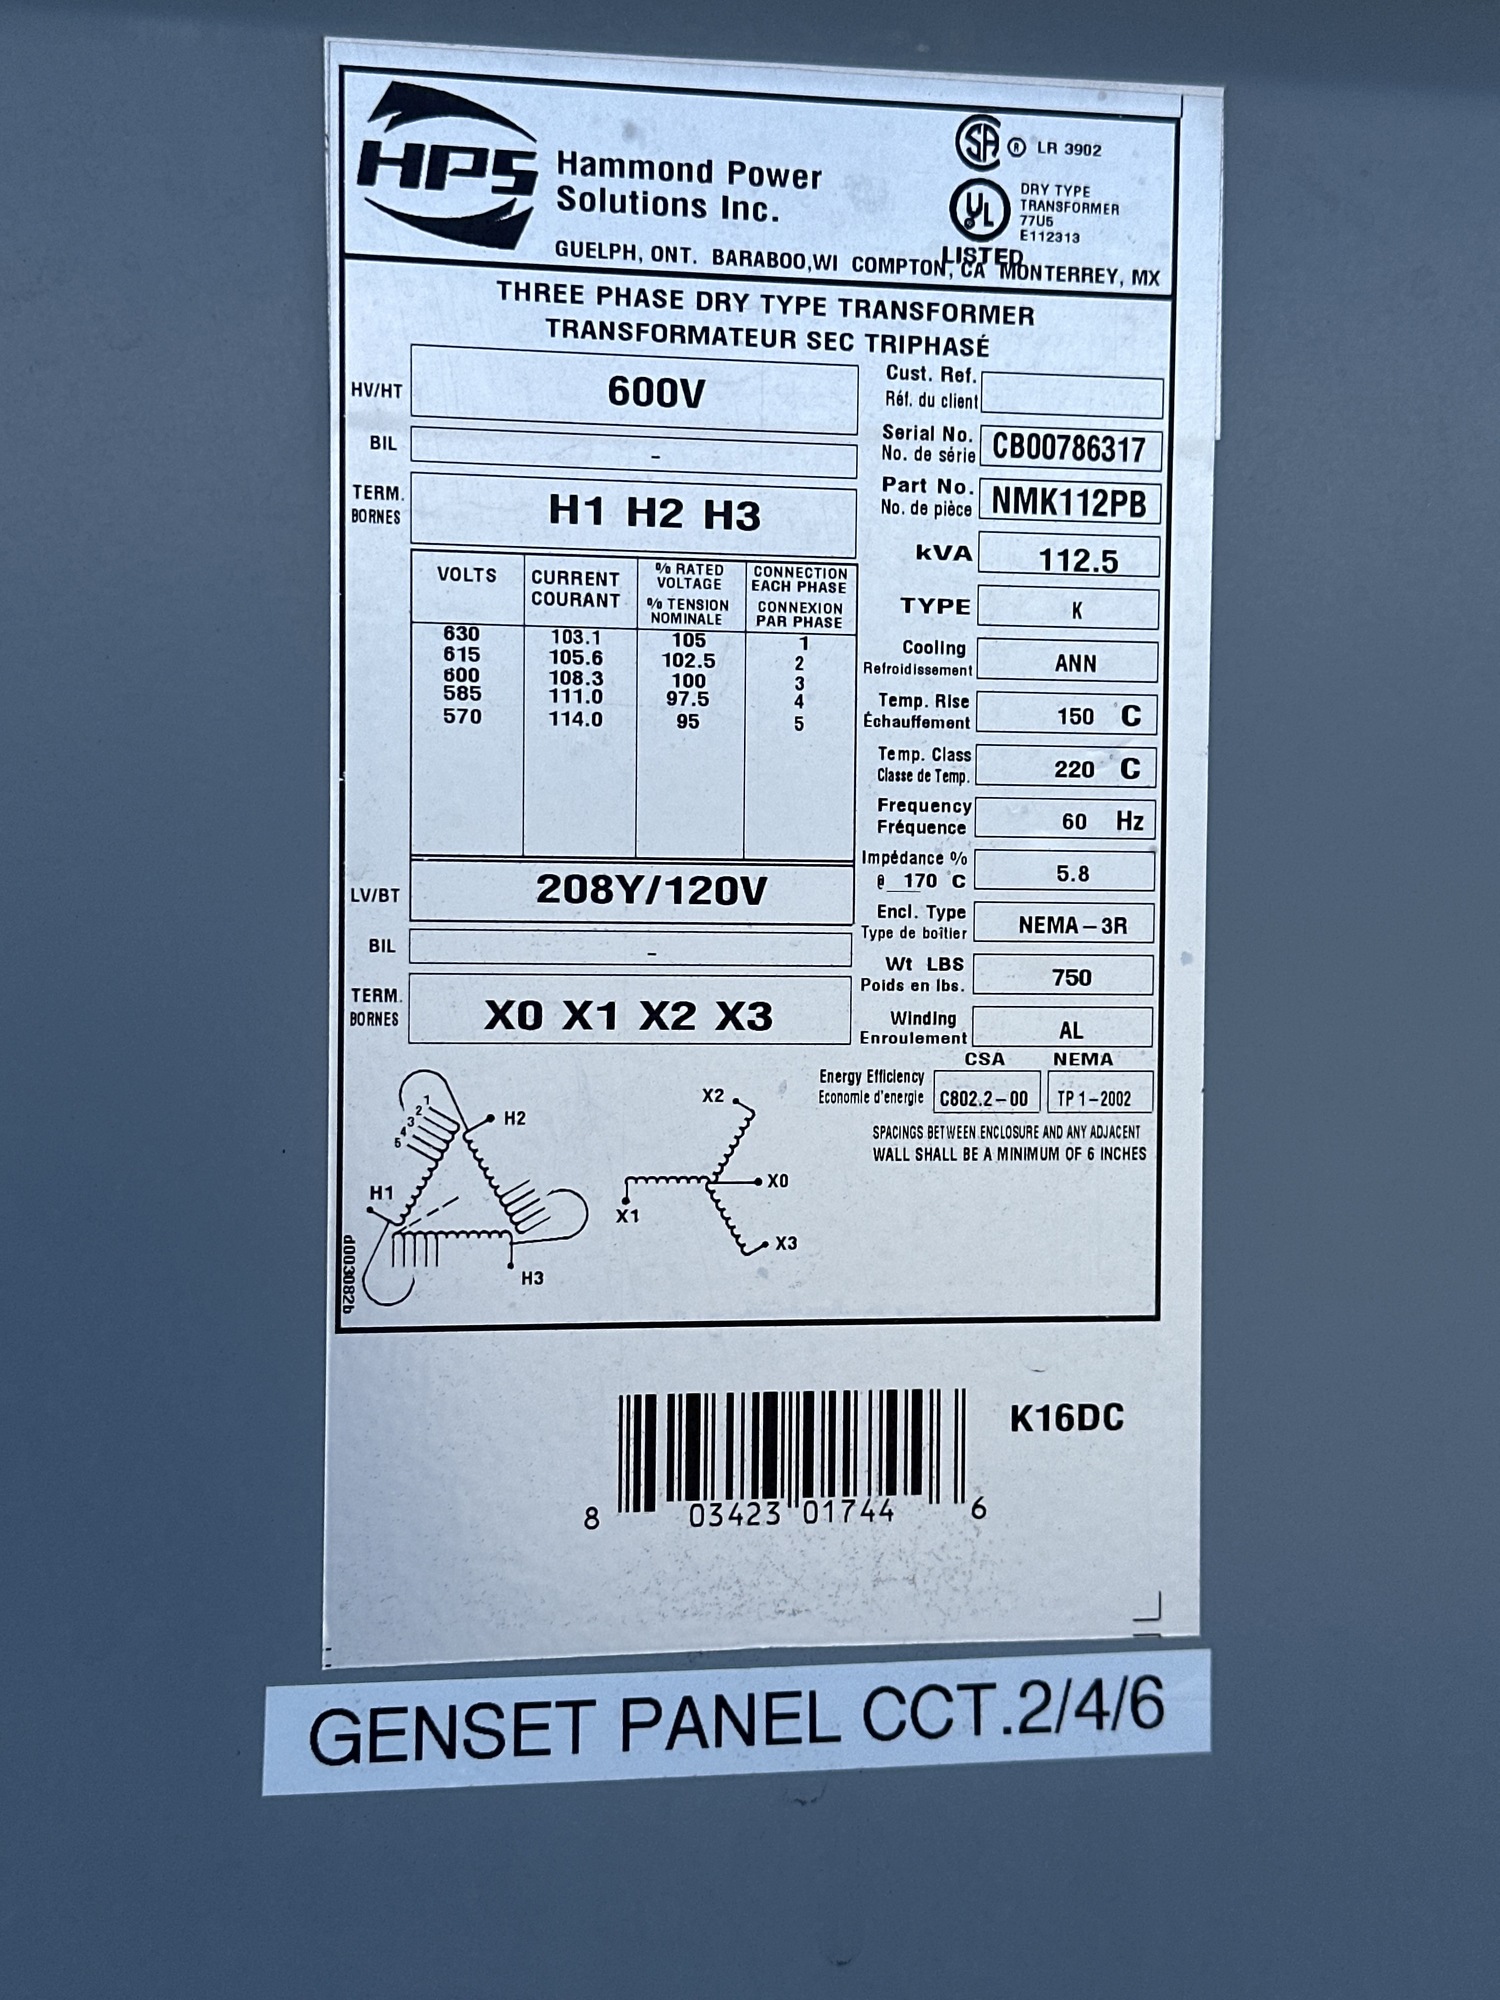 HPS
Hammond Power
Solutions Inc.
SA ® LR 3902
UL
LISTED
DRY TYPE
TRANSFORMER
77U5
E112313
GUELPH, ONT. BARABOO,WI COMPTON, CA MONTERREY, MX
THREE PHASE DRY TYPE TRANSFORMER
TRANSFORMATEUR SEC TRIPHASÉ
HV/HT 600V
BIL -
TERM.
BORNES
H1 H2 H3
VOLTS
CURRENT
COURANT
% RATED
VOLTAGE
% TENSION
NOMINALE
CONNECTION
EACH PHASE
CONNEXION
PAR PHASE
630 103.1 105 1
615 105.6 102.5 2
600 108.3 100 3
585 111.0 97.5 4
570 114.0 95 5
LV/BT 208Y/120V
BIL -
TERM.
BORNES
X0 X1 X2 X3
Cust. Ref.
Réf. du client
Serial No.
No. de série
CB00786317
Part No.
No. de pièce
NMK112PB
kVA 112.5
TYPE K
Cooling
Refroidissement
ANN
Temp. Rise
Échauffement
150 C
Temp. Class
Classe de Temp.
220 C
Frequency
Fréquence
60 Hz
Impédance %
@ 170 C
5.8
Encl. Type
Type de boîtier
NEMA-3R
Wt LBS
Poids en lbs.
750
Winding
Enroulement
AL
CSA NEMA
Energy Efficiency
Economie d'energie
C802.2-00 TP 1-2002
SPACINGS BETWEEN ENCLOSURE AND ANY ADJACENT
WALL SHALL BE A MINIMUM OF 6 INCHES
1
2
3
4
5
H2
H1
H3
X2
X0
X1
X3
d003082b
K16DC
8 03423 01744 6
GENSET PANEL CCT.2/4/6